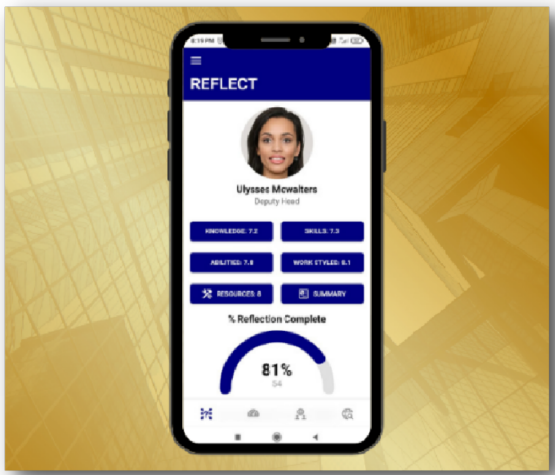 REFLECT
Ulysses Mcwalters
Deputy Head
KNOWLEDGE: 7.2
SKILLS: 7.3
ABILITIES: 7.8
WORK STYLES: 8.1
RESOURCES: 8
SUMMARY
% Reflection Complete
81%
54